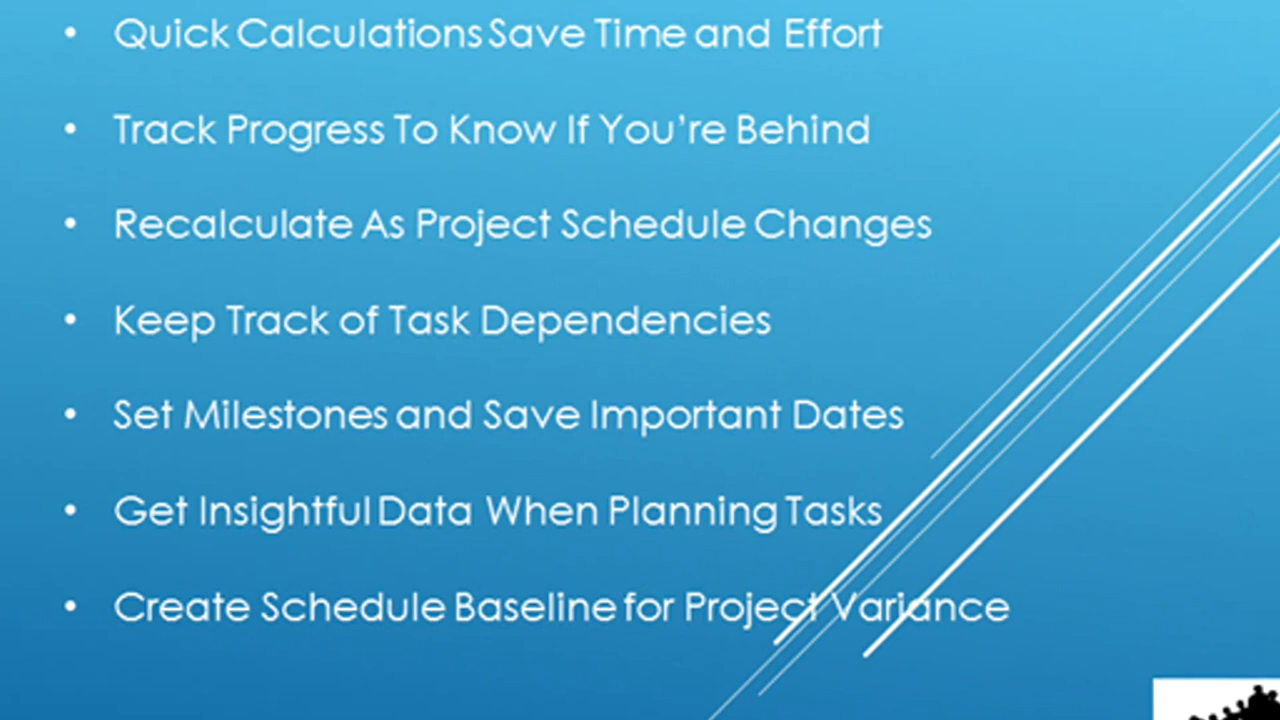 • Quick Calculations Save Time and Effort
• Track Progress To Know If You're Behind
• Recalculate As Project Schedule Changes
• Keep Track of Task Dependencies
• Set Milestones and Save Important Dates
• Get Insightful Data When Planning Tasks
• Create Schedule Baseline for Project Variance